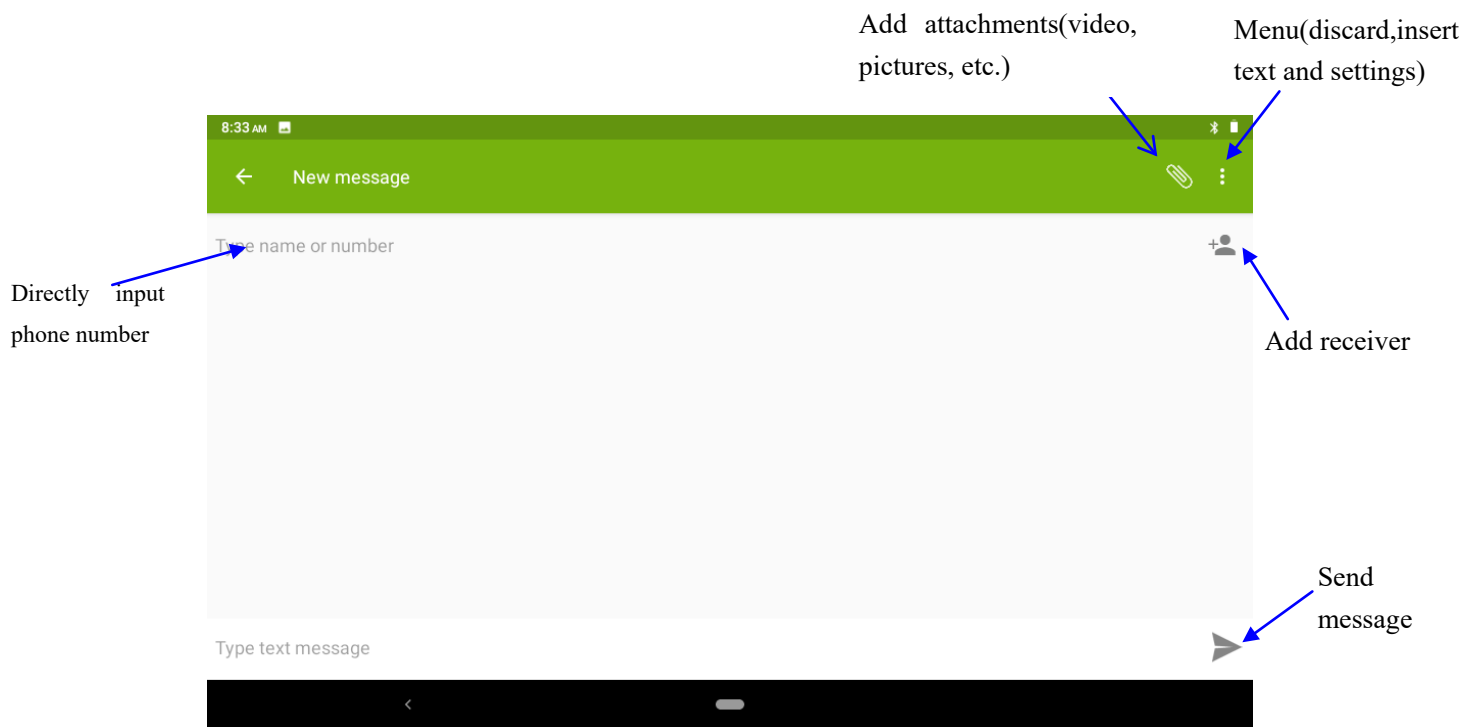 Add attachments(video,
pictures, etc.)
Menu(discard,insert
text and settings)
8:33 AM
New message
Type name or number
Directly input
phone number
Add receiver
Send
message
Type text message